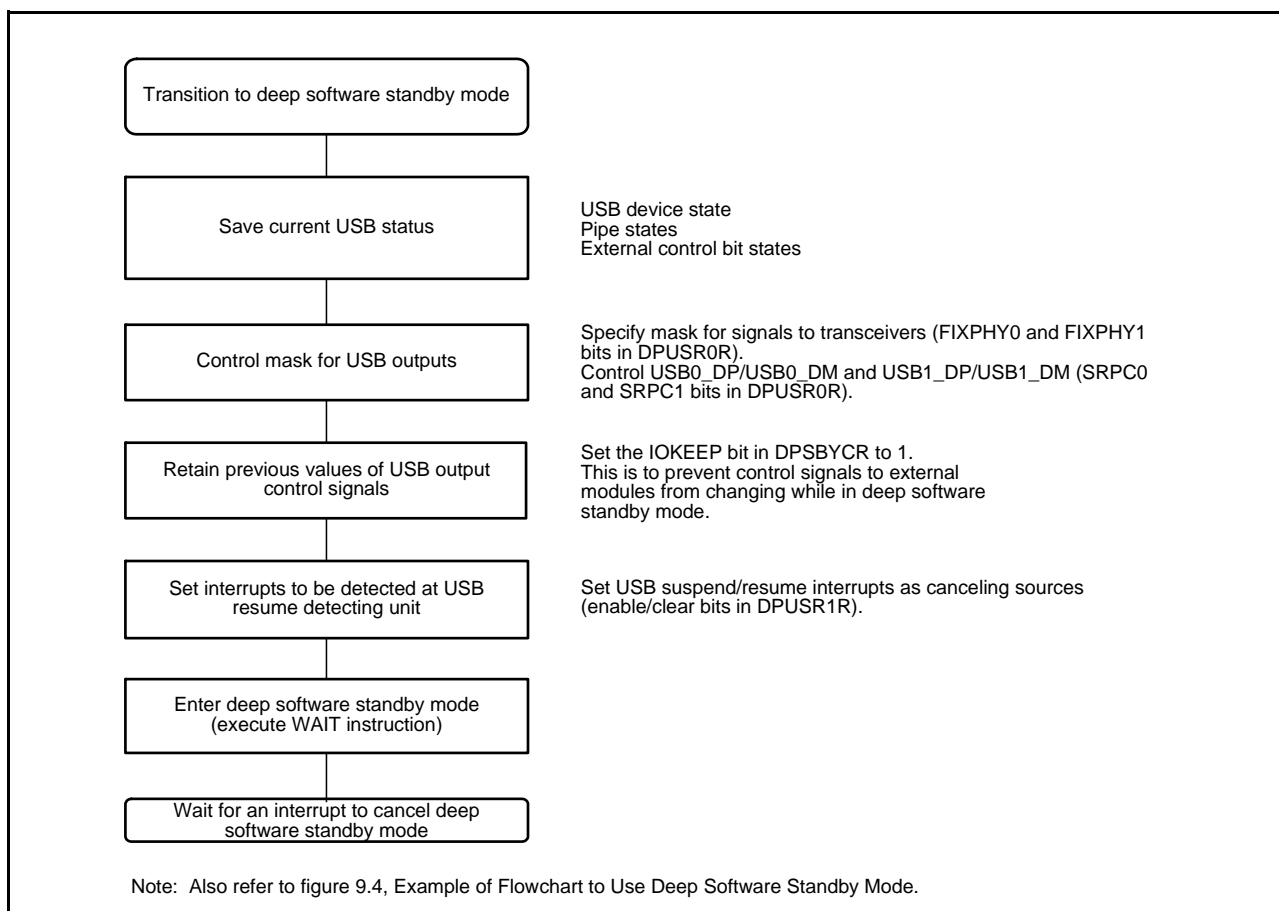 Transition to deep software standby mode
Save current USB status
USB device state
Pipe states
External control bit states
Control mask for USB outputs
Specify mask for signals to transceivers (FIXPHY0 and FIXPHY1
bits in DPUSR0R).
Control USB0_DP/USB0_DM and USB1_DP/USB1_DM (SRPC0
and SRPC1 bits in DPUSR0R).
Retain previous values of USB output
control signals
Set the IOKEEP bit in DPSBYCR to 1.
This is to prevent control signals to external
modules from changing while in deep software
standby mode.
Set interrupts to be detected at USB
resume detecting unit
Set USB suspend/resume interrupts as canceling sources
(enable/clear bits in DPUSR1R).
Enter deep software standby mode
(execute WAIT instruction)
Wait for an interrupt to cancel deep
software standby mode
Note: Also refer to figure 9.4, Example of Flowchart to Use Deep Software Standby Mode.